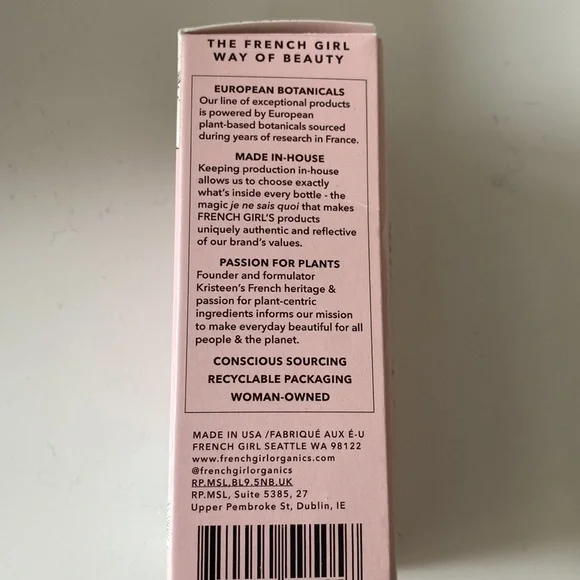 THE FRENCH GIRL
WAY OF BEAUTY
EUROPEAN BOTANICALS
Our line of exceptional products
is powered by European
plant-based botanicals sourced
during years of research in France.
MADE IN-HOUSE
Keeping production in-house
allows us to choose exactly
what's inside every bottle - the
magic je ne sais quoi that makes
FRENCH GIRL'S products
uniquely authentic and reflective
of our brand's values.
PASSION FOR PLANTS
Founder and formulator
Kristeen's French heritage &
passion for plant-centric
ingredients informs our mission
to make everyday beautiful for all
people & the planet.
CONSCIOUS SOURCING
RECYCLABLE PACKAGING
WOMAN-OWNED
MADE IN USA /FABRIQUÉ AUX É-U
FRENCH GIRL SEATTLE WA 98122
www.frenchgirlorganics.com
@frenchgirlorganics
RP.MSL,BL9.5NB.UK
RP.MSL, Suite 5385, 27
Upper Pembroke St, Dublin, IE